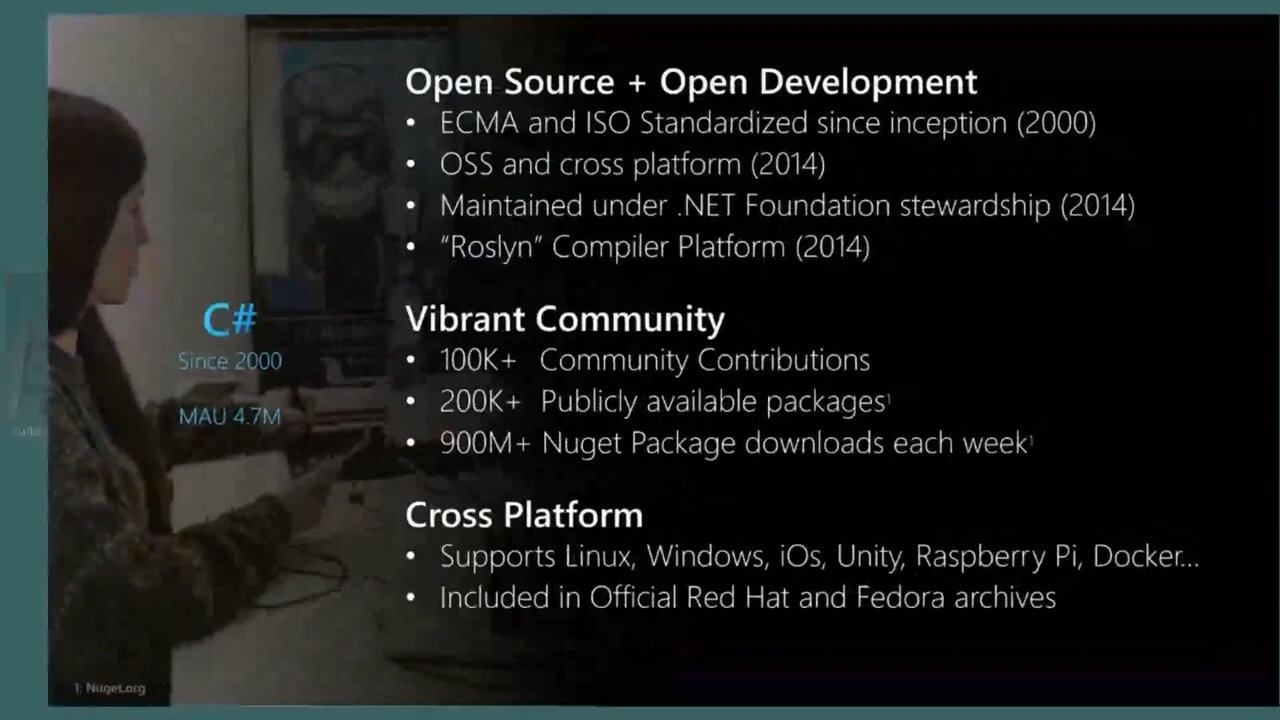 Open Source + Open Development
• ECMA and ISO Standardized since inception (2000)
• OSS and cross platform (2014)
• Maintained under .NET Foundation stewardship (2014)
• “Roslyn” Compiler Platform (2014)
C#
Since 2000
MAU 4.7M
Vibrant Community
• 100K+ Community Contributions
• 200K+ Publicly available packages¹
• 900M+ Nuget Package downloads each week¹
Cross Platform
• Supports Linux, Windows, iOs, Unity, Raspberry Pi, Docker...
• Included in Official Red Hat and Fedora archives
1: Nuget.org